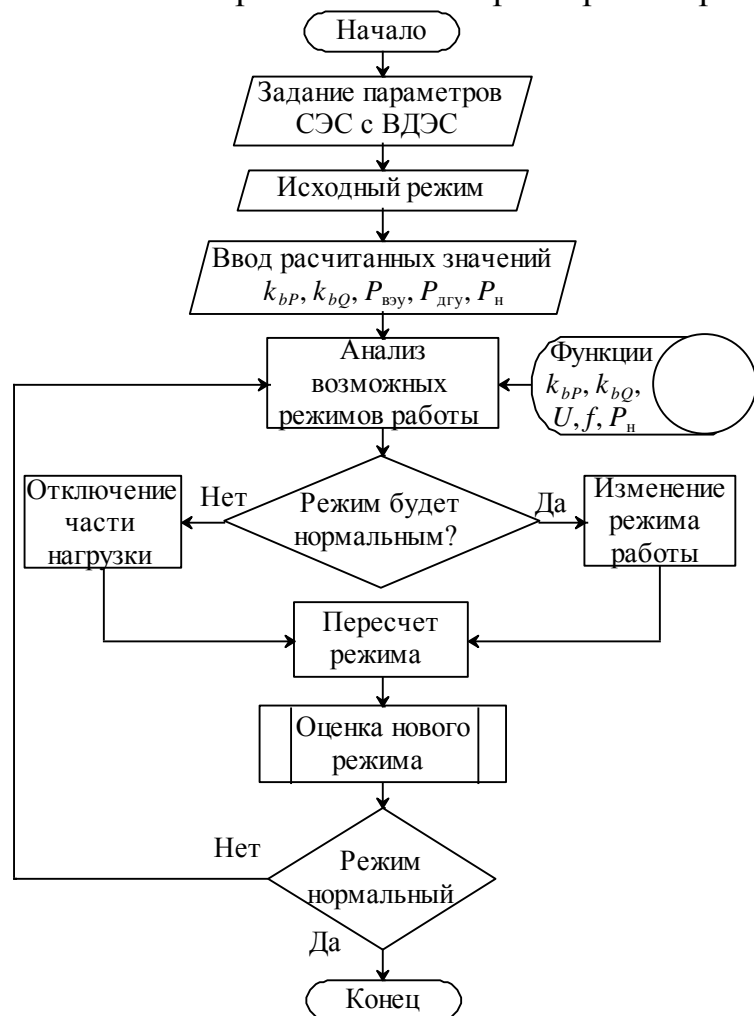 Начало
Задание параметров
СЭС с ВДЭС
Исходный режим
Ввод расчитанных значений
k_bP, k_bQ, P_вэу, P_дгу, P_н
Анализ
возможных
режимов работы
Функции
k_bP, k_bQ,
U, f, P_н
Отключение
части
нагрузки
Нет
Режим будет
нормальным?
Да
Изменение
режима
работы
Пересчет
режима
Оценка нового
режима
Нет
Режим
нормальный
Да
Конец